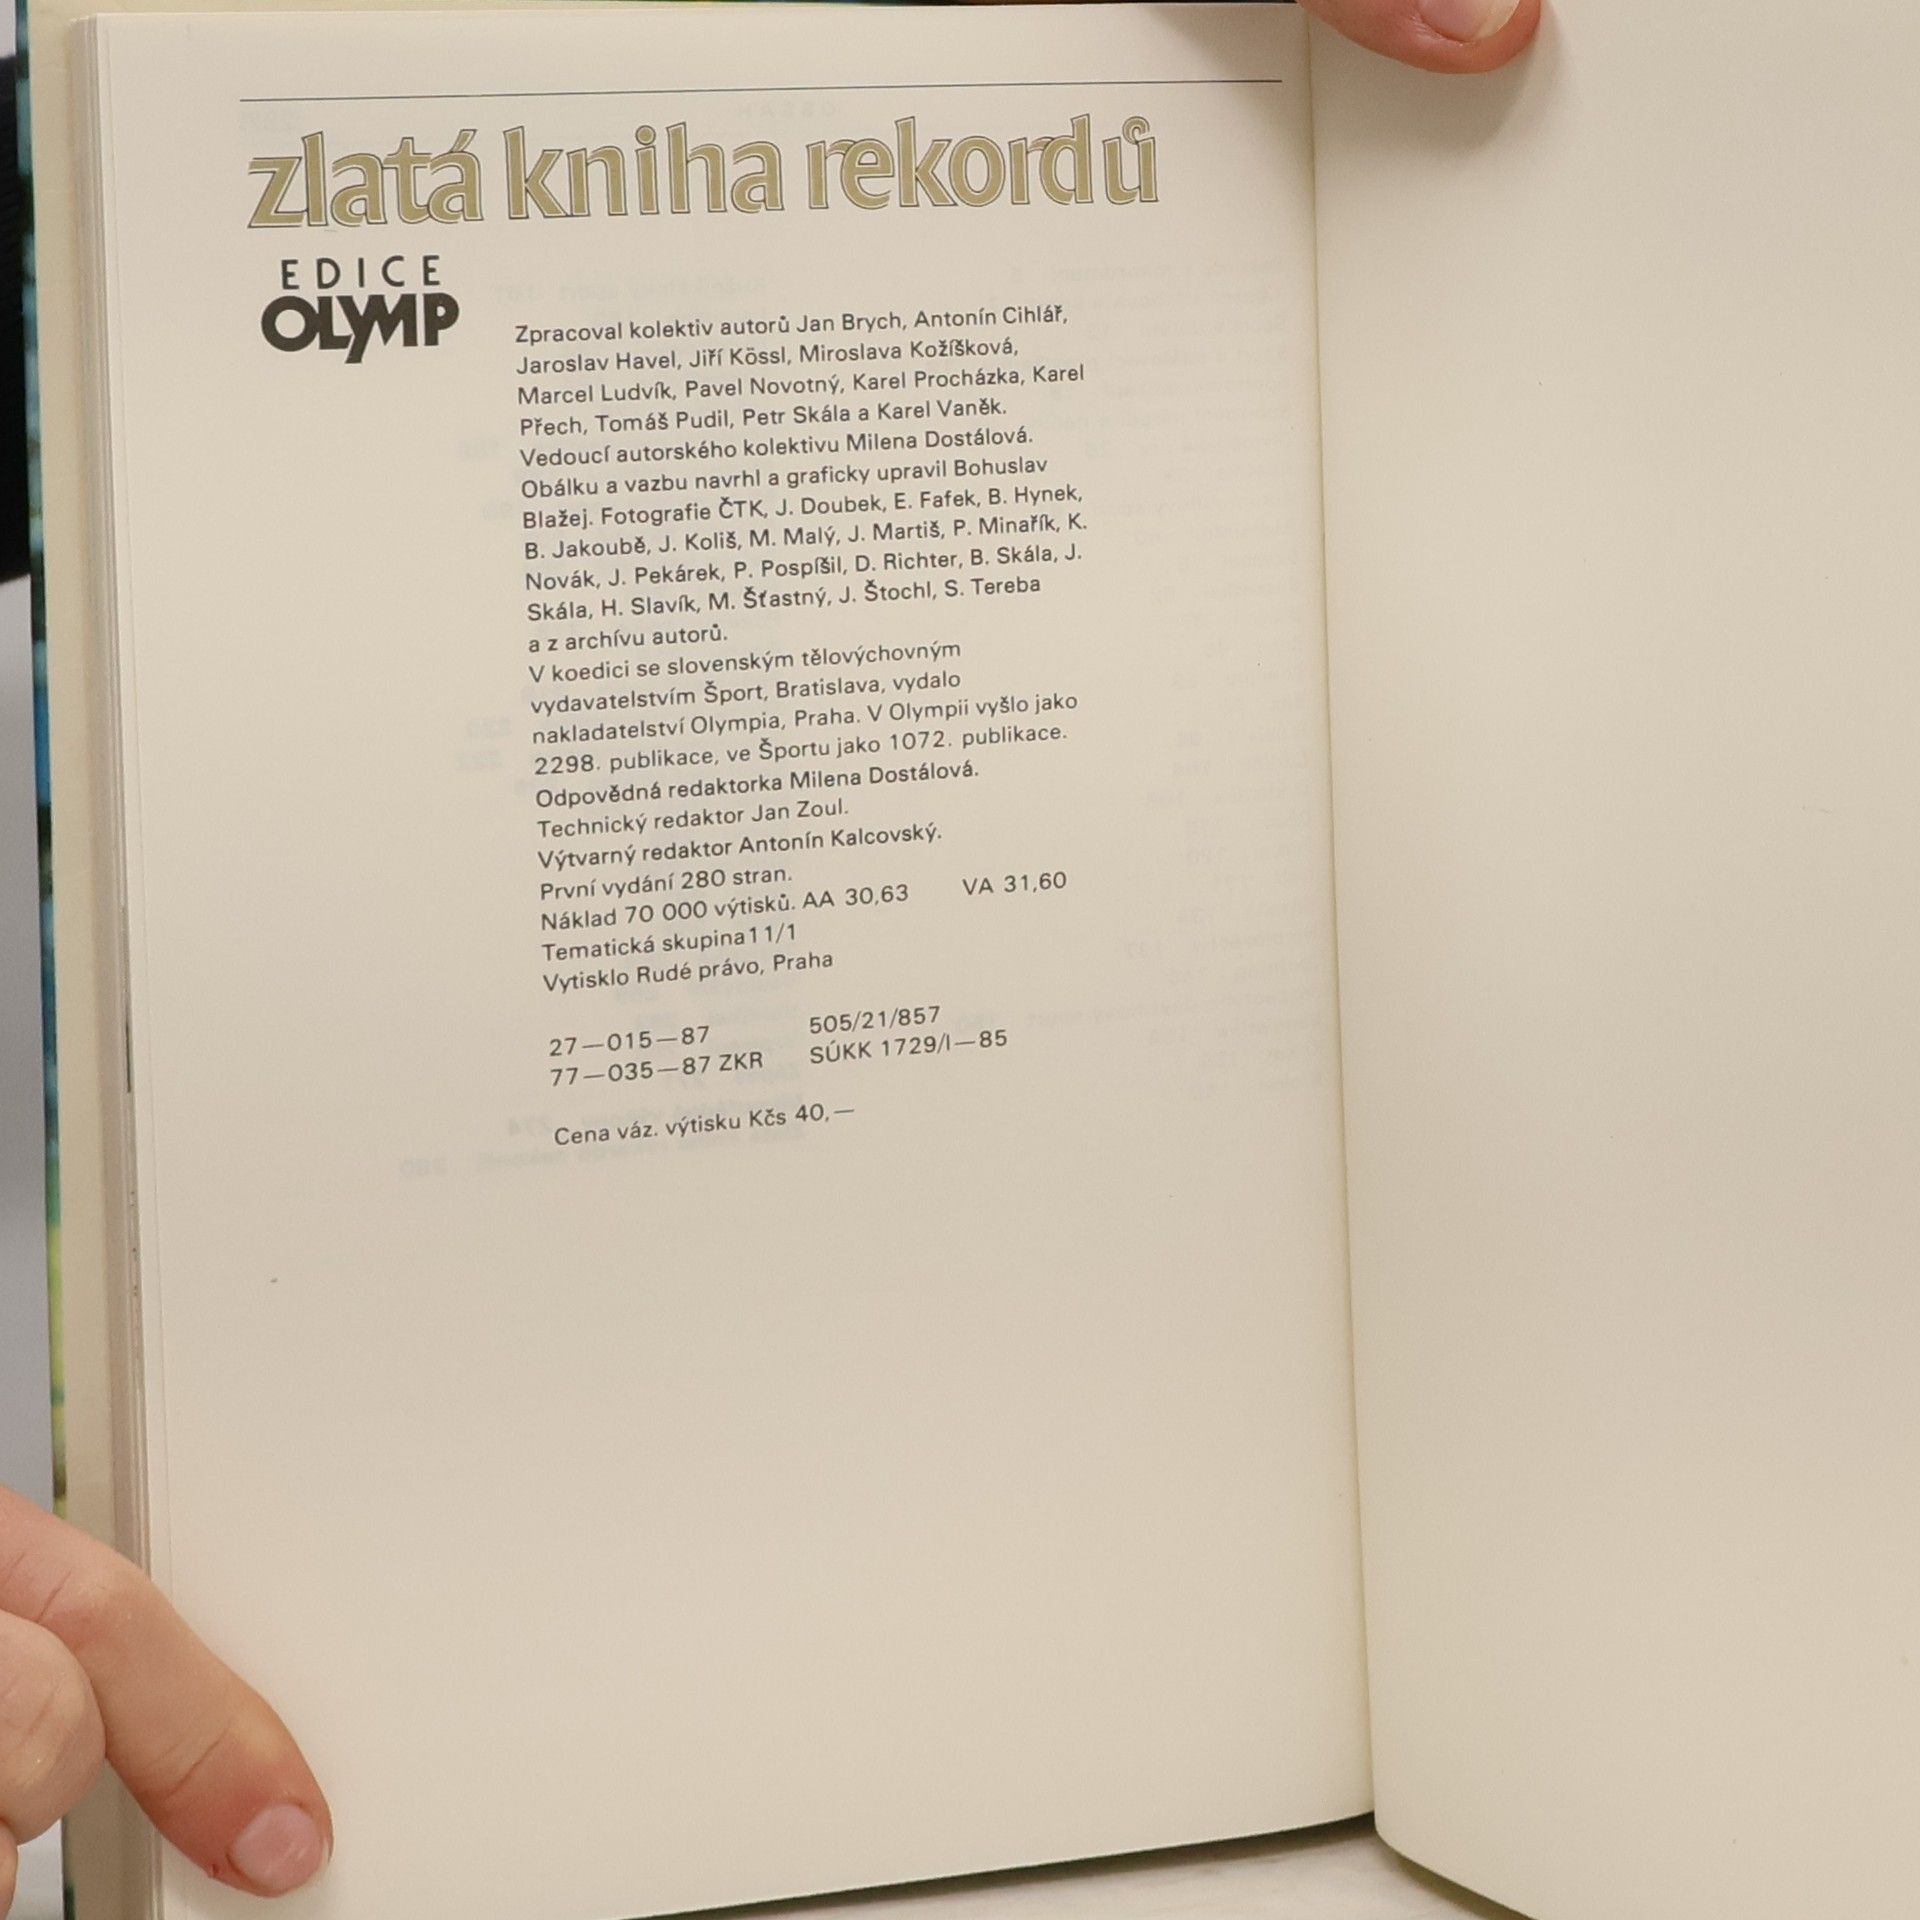 zlatá kniha rekordů
EDICE
OLYMP
Zpracoval kolektiv autorů Jan Brych, Antonín Cihlář,
Jaroslav Havel, Jiří Kössl, Miroslava Kožíšková,
Marcel Ludvík, Pavel Novotný, Karel Procházka, Karel
Přech, Tomáš Pudil, Petr Skála a Karel Vaněk.
Vedoucí autorského kolektivu Milena Dostálová.
Obálku a vazbu navrhl a graficky upravil Bohuslav
Blažej. Fotografie ČTK, J. Doubek, E. Fafek, B. Hynek,
B. Jakoubě, J. Koliš, M. Malý, J. Martiš, P. Minařík, K.
Novák, J. Pekárek, P. Pospíšil, D. Richter, B. Skála, J.
Skála, H. Slavík, M. Šťastný, J. Štochl, S. Tereba
a z archívu autorů.
V koedici se slovenským tělovýchovným
vydavatelstvím Šport, Bratislava, vydalo
nakladatelství Olympia, Praha. V Olympii vyšlo jako
2298. publikace, ve Športu jako 1072. publikace.
Odpovědná redaktorka Milena Dostálová.
Technický redaktor Jan Zoul.
Výtvarný redaktor Antonín Kalcovský.
První vydání 280 stran.
Náklad 70 000 výtisků. AA 30,63 VA 31,60
Tematická skupina11/1
Vytisklo Rudé právo, Praha
27—015—87 505/21/857
77—035—87 ZKR SÚKK 1729/I—85
Cena váz. výtisku Kčs 40,—